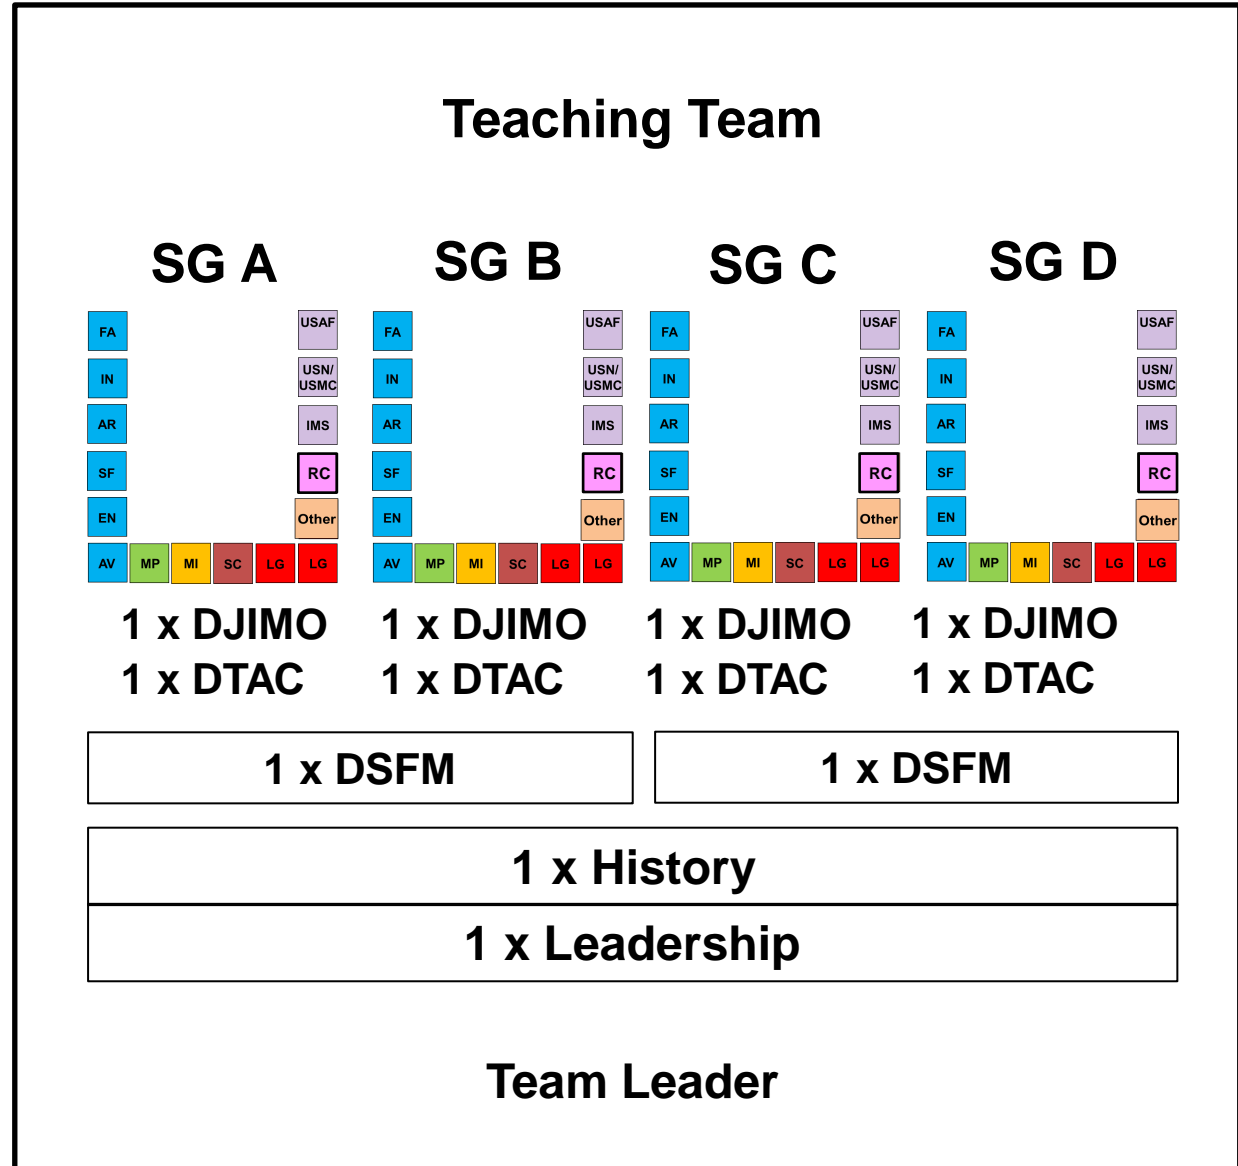 Teaching Team
SG A
SG B
SG C
SG D
FA
USAF
IN
USN/
USMC
AR
IMS
SF
RC
EN
Other
AV
MP
MI
SC
LG
LG
FA
USAF
IN
USN/
USMC
AR
IMS
SF
RC
EN
Other
AV
MP
MI
SC
LG
LG
FA
USAF
IN
USN/
USMC
AR
IMS
SF
RC
EN
Other
AV
MP
MI
SC
LG
LG
FA
USAF
IN
USN/
USMC
AR
IMS
SF
RC
EN
Other
AV
MP
MI
SC
LG
LG
1 x DJIMO
1 x DTAC
1 x DJIMO
1 x DTAC
1 x DJIMO
1 x DTAC
1 x DJIMO
1 x DTAC
1 x DSFM
1 x DSFM
1 x History
1 x Leadership
Team Leader